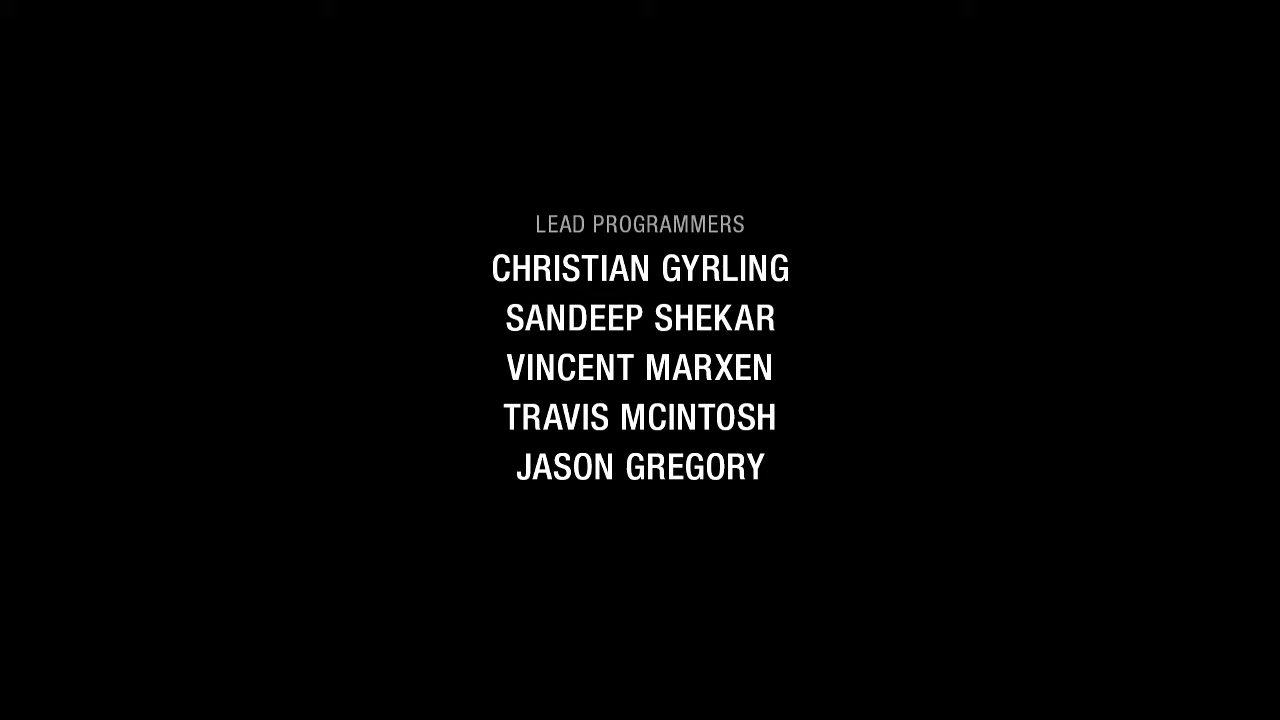 LEAD PROGRAMMERS
CHRISTIAN GYRLING
SANDEEP SHEKAR
VINCENT MARXEN
TRAVIS MCINTOSH
JASON GREGORY